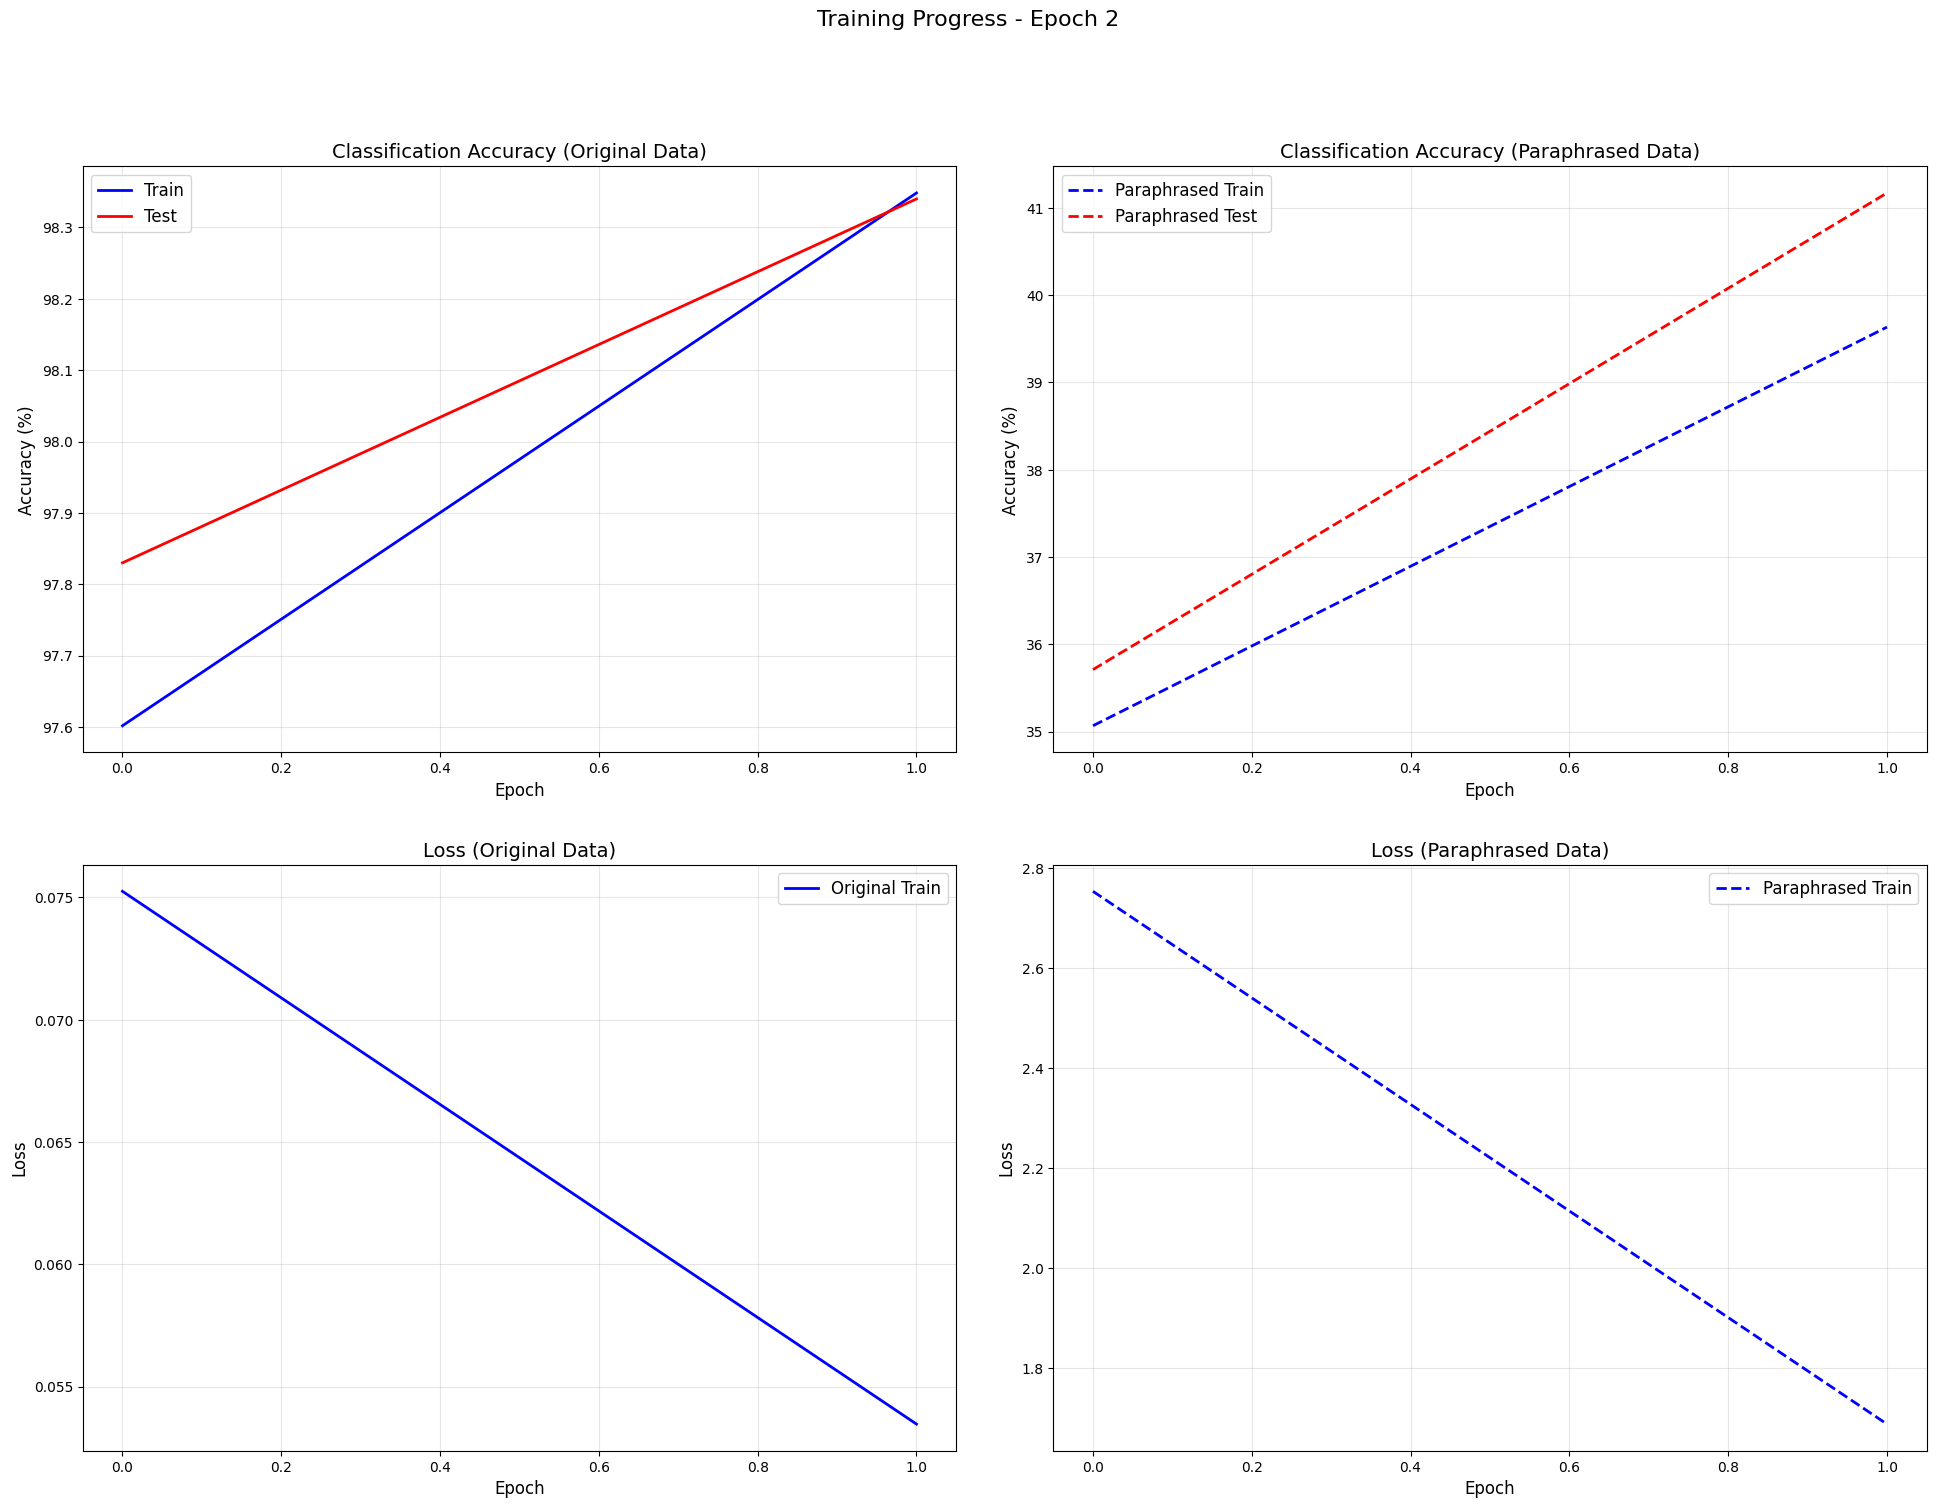 Training Progress - Epoch 2
Classification Accuracy (Original Data)
Train
Test
98.3
98.2
98.1
98.0
97.9
97.8
97.7
97.6
Accuracy (%)
0.0 0.2 0.4 0.6 0.8 1.0
Epoch
Classification Accuracy (Paraphrased Data)
Paraphrased Train
Paraphrased Test
41
40
39
38
37
36
35
Accuracy (%)
0.0 0.2 0.4 0.6 0.8 1.0
Epoch
Loss (Original Data)
Original Train
0.075
0.070
0.065
0.060
0.055
Loss
0.0 0.2 0.4 0.6 0.8 1.0
Epoch
Loss (Paraphrased Data)
Paraphrased Train
2.8
2.6
2.4
2.2
2.0
1.8
Loss
0.0 0.2 0.4 0.6 0.8 1.0
Epoch